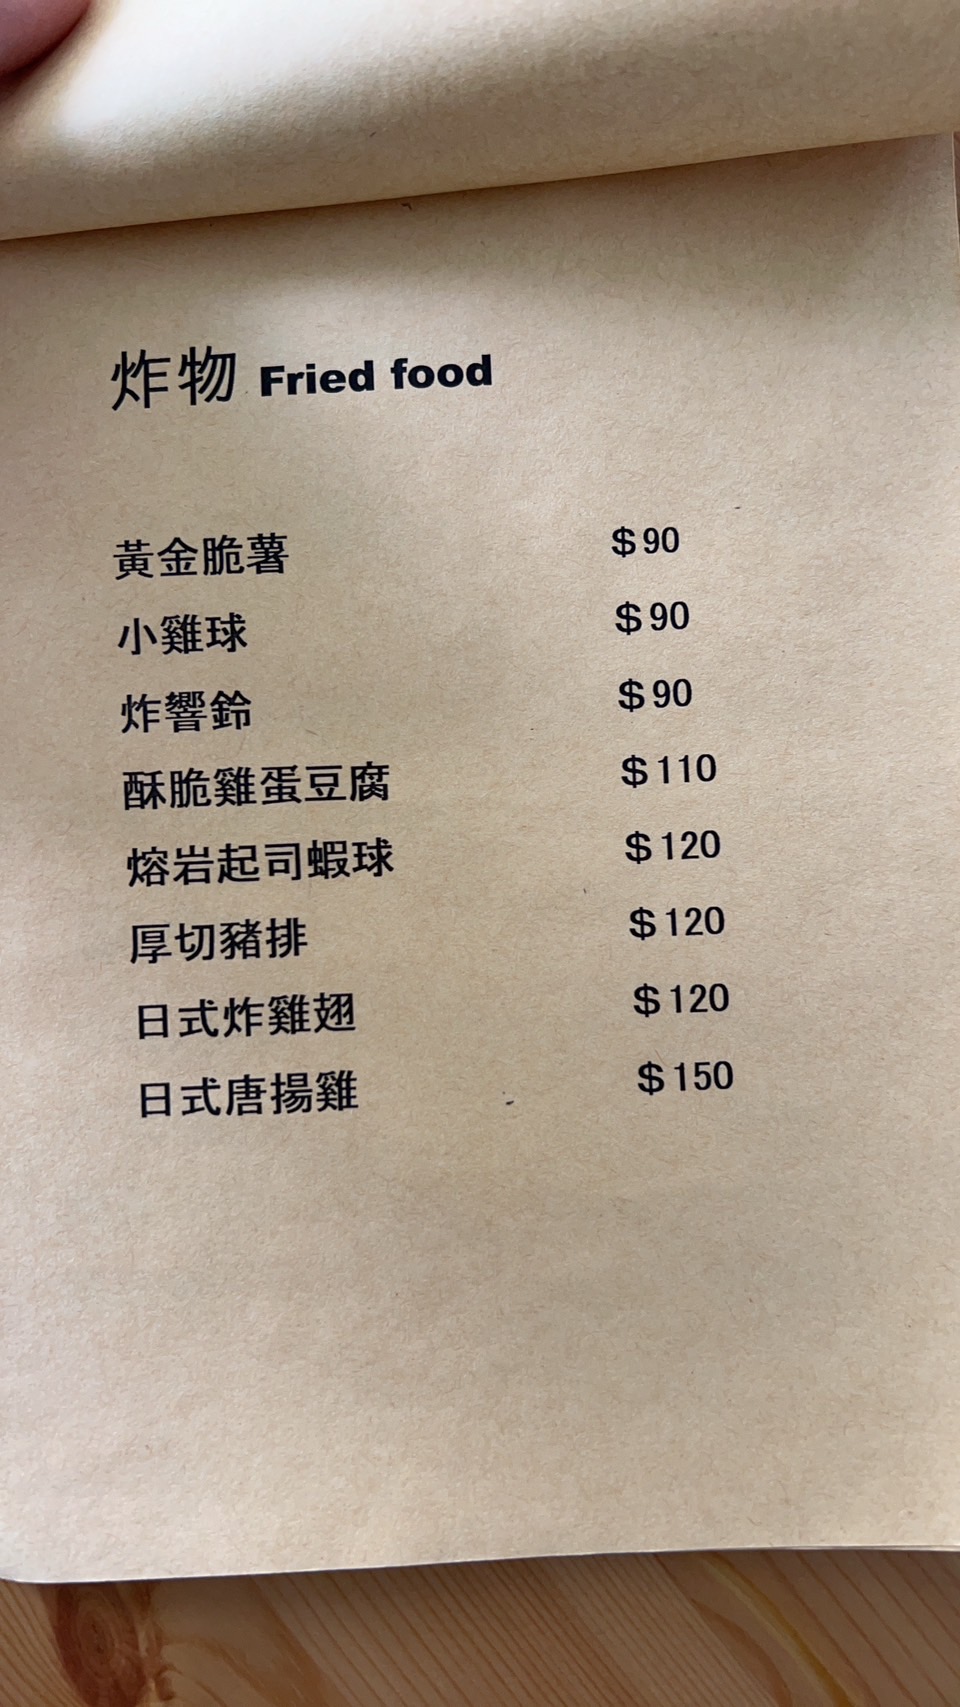 炸物 Fried food
黃金脆薯 $90
小雞球 $90
炸響鈴 $90
酥脆雞蛋豆腐 $110
熔岩起司蝦球 $120
厚切豬排 $120
日式炸雞翅 $120
日式唐揚雞 $150